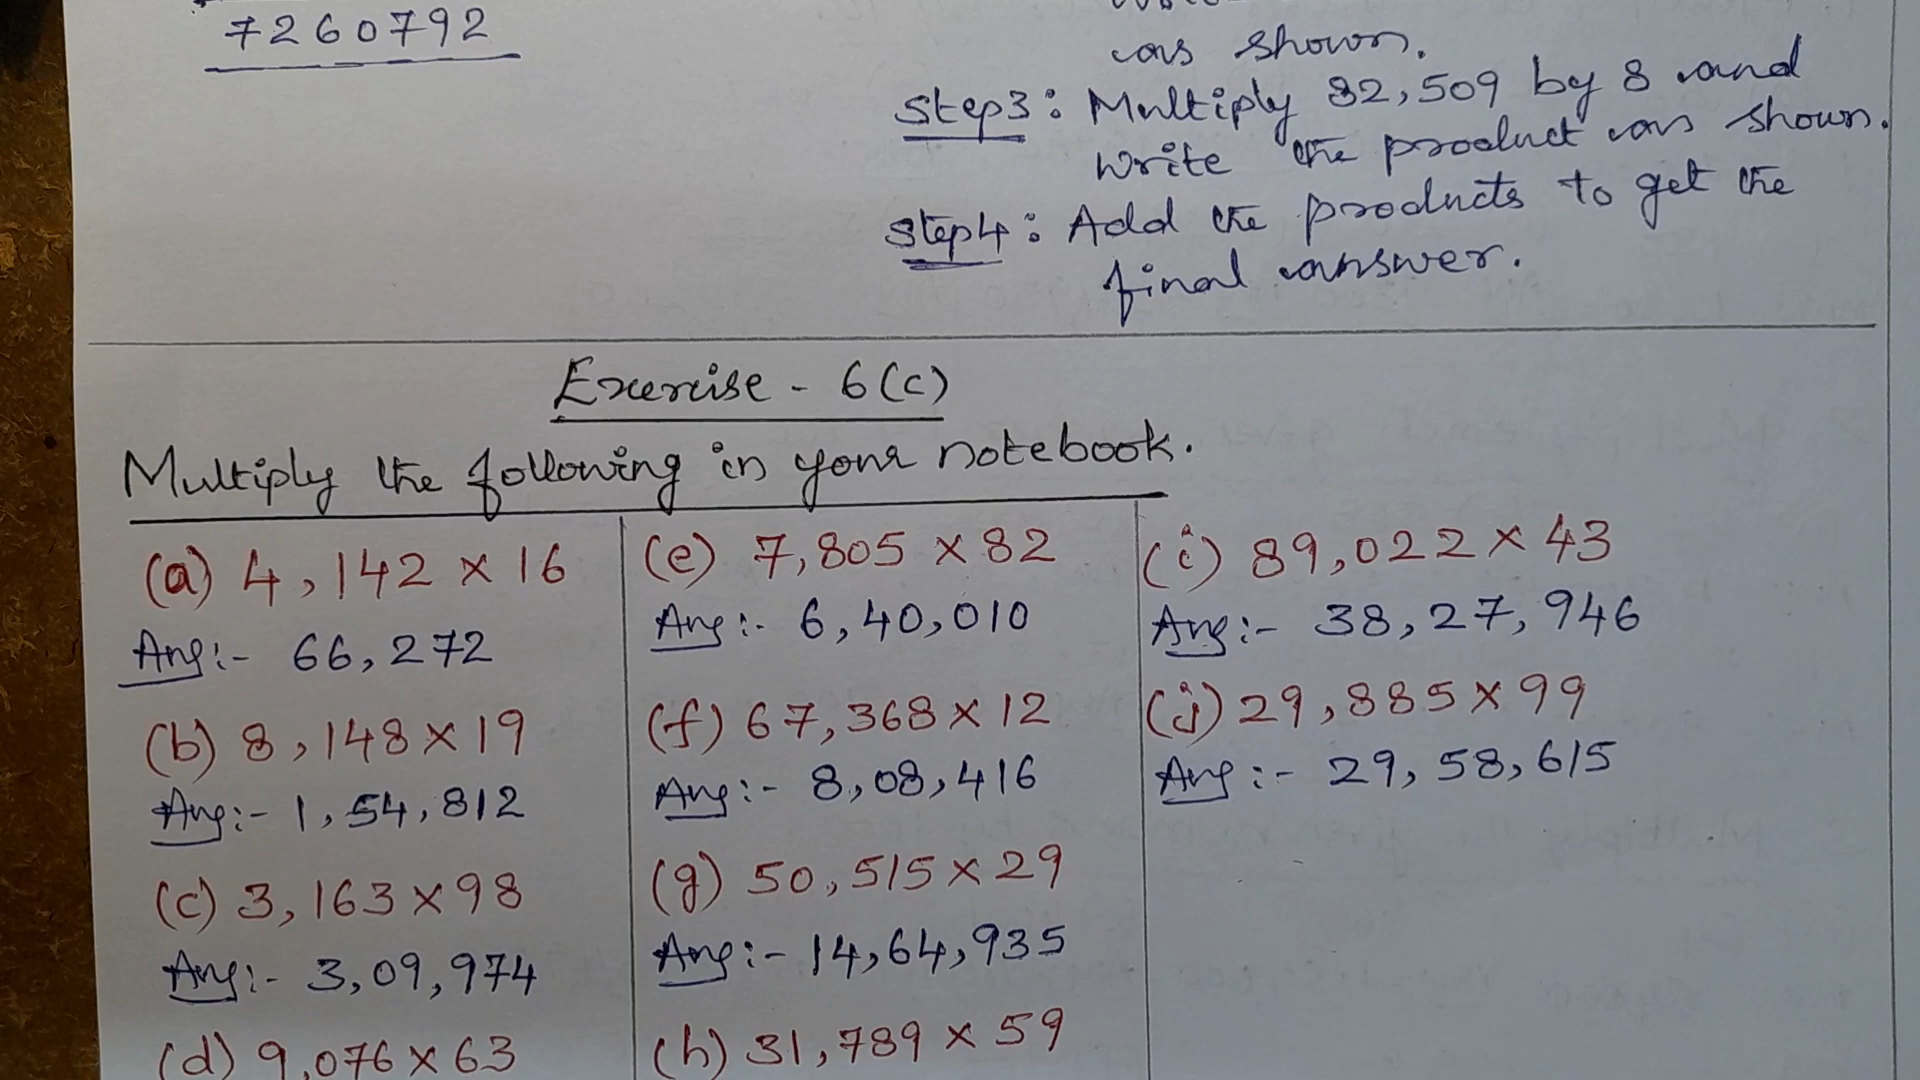 7260792
as shown.
Step3: Multiply 82,509 by 8 and
write the product as shown.
Step4: Add the products to get the
final answer.
Exercise - 6(c)
Multiply the following in your notebook.
(a) 4,142 × 16
Ans:- 66,272
(b) 8,148 × 19
Ans:- 1,54,812
(c) 3,163 × 98
Ans:- 3,09,974
(d) 9,076 × 63
(e) 7,805 × 82
Ans:- 6,40,010
(f) 67,368 × 12
Ans:- 8,08,416
(g) 50,515 × 29
Ans:- 14,64,935
(h) 31,789 × 59
(i) 89,022 × 43
Ans:- 38,27,946
(j) 29,885 × 99
Ans:- 29,58,615